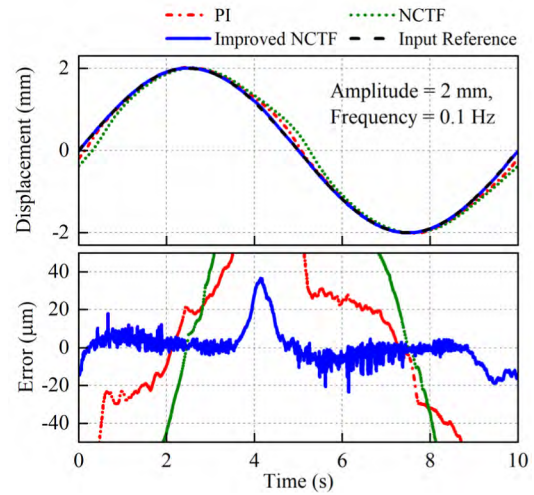 PI NCTF
Improved NCTF Input Reference
Displacement (mm)
2
0
-2
Amplitude = 2 mm,
Frequency = 0.1 Hz
Error (μm)
40
20
0
-20
-40
0 2 4 6 8 10
Time (s)